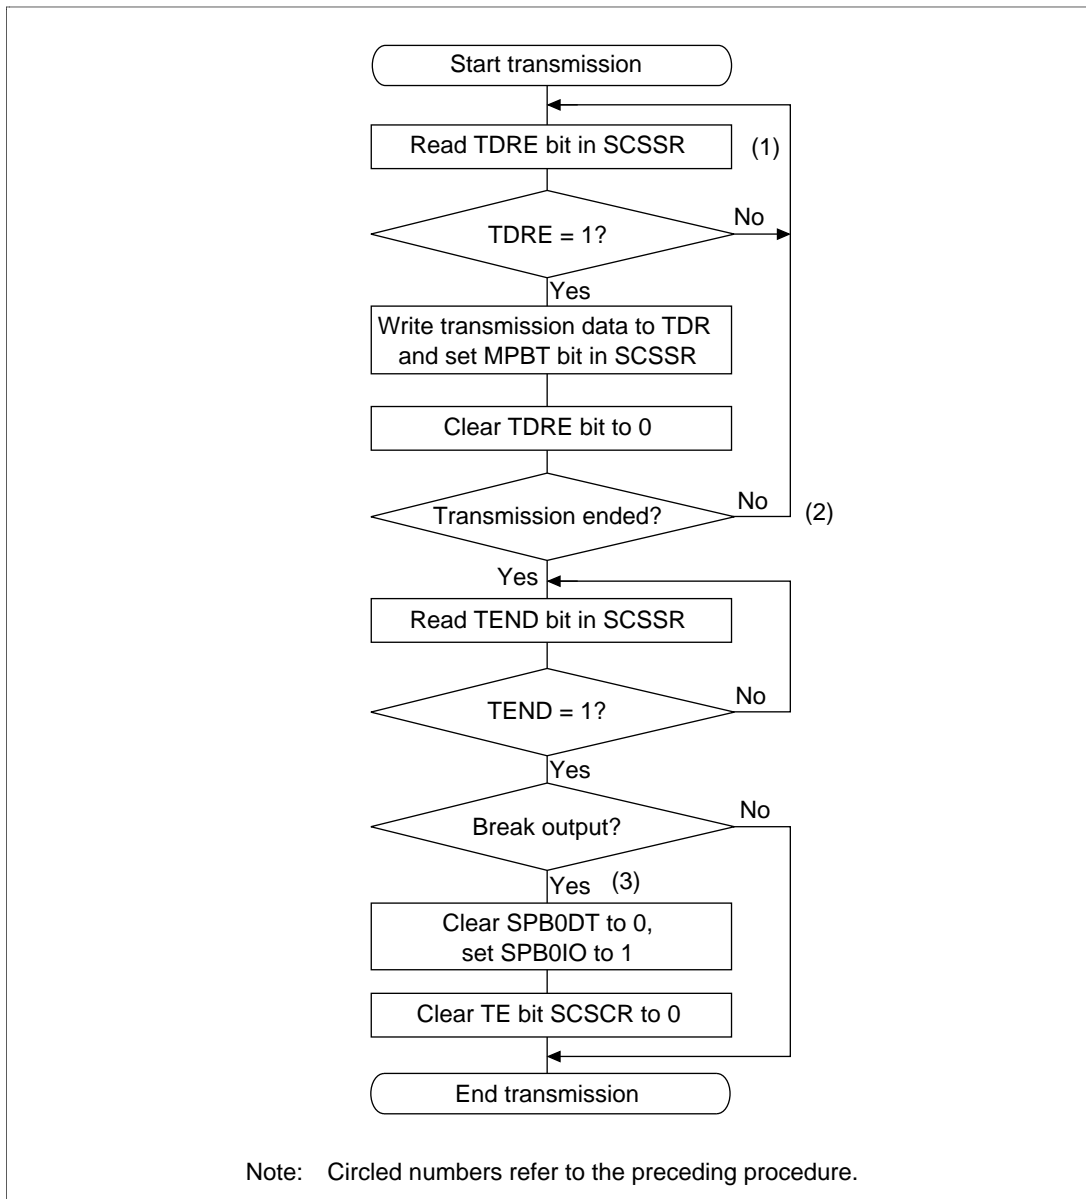 Start transmission
Read TDRE bit in SCSSR
(1)
TDRE = 1?
No
Yes
Write transmission data to TDR
and set MPBT bit in SCSSR
Clear TDRE bit to 0
Transmission ended?
No
(2)
Yes
Read TEND bit in SCSSR
TEND = 1?
No
Yes
Break output?
No
Yes
(3)
Clear SPB0DT to 0,
set SPB0IO to 1
Clear TE bit SCSCR to 0
End transmission
Note: Circled numbers refer to the preceding procedure.